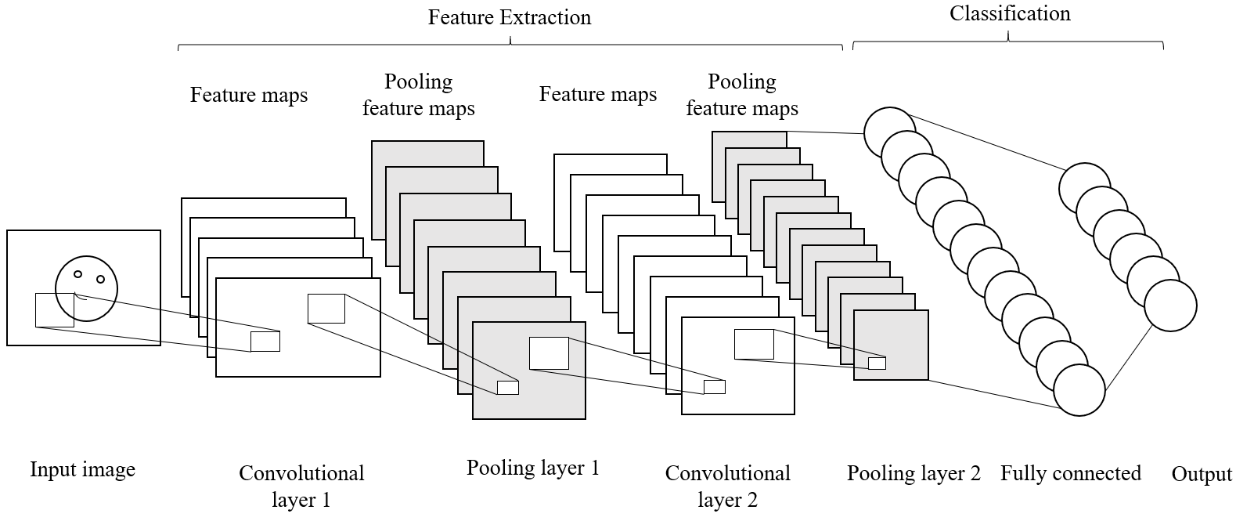 Feature Extraction
Classification
Feature maps
Pooling
feature maps
Feature maps
Pooling
feature maps
Input image
Convolutional
layer 1
Pooling layer 1
Convolutional
layer 2
Pooling layer 2
Fully connected
Output